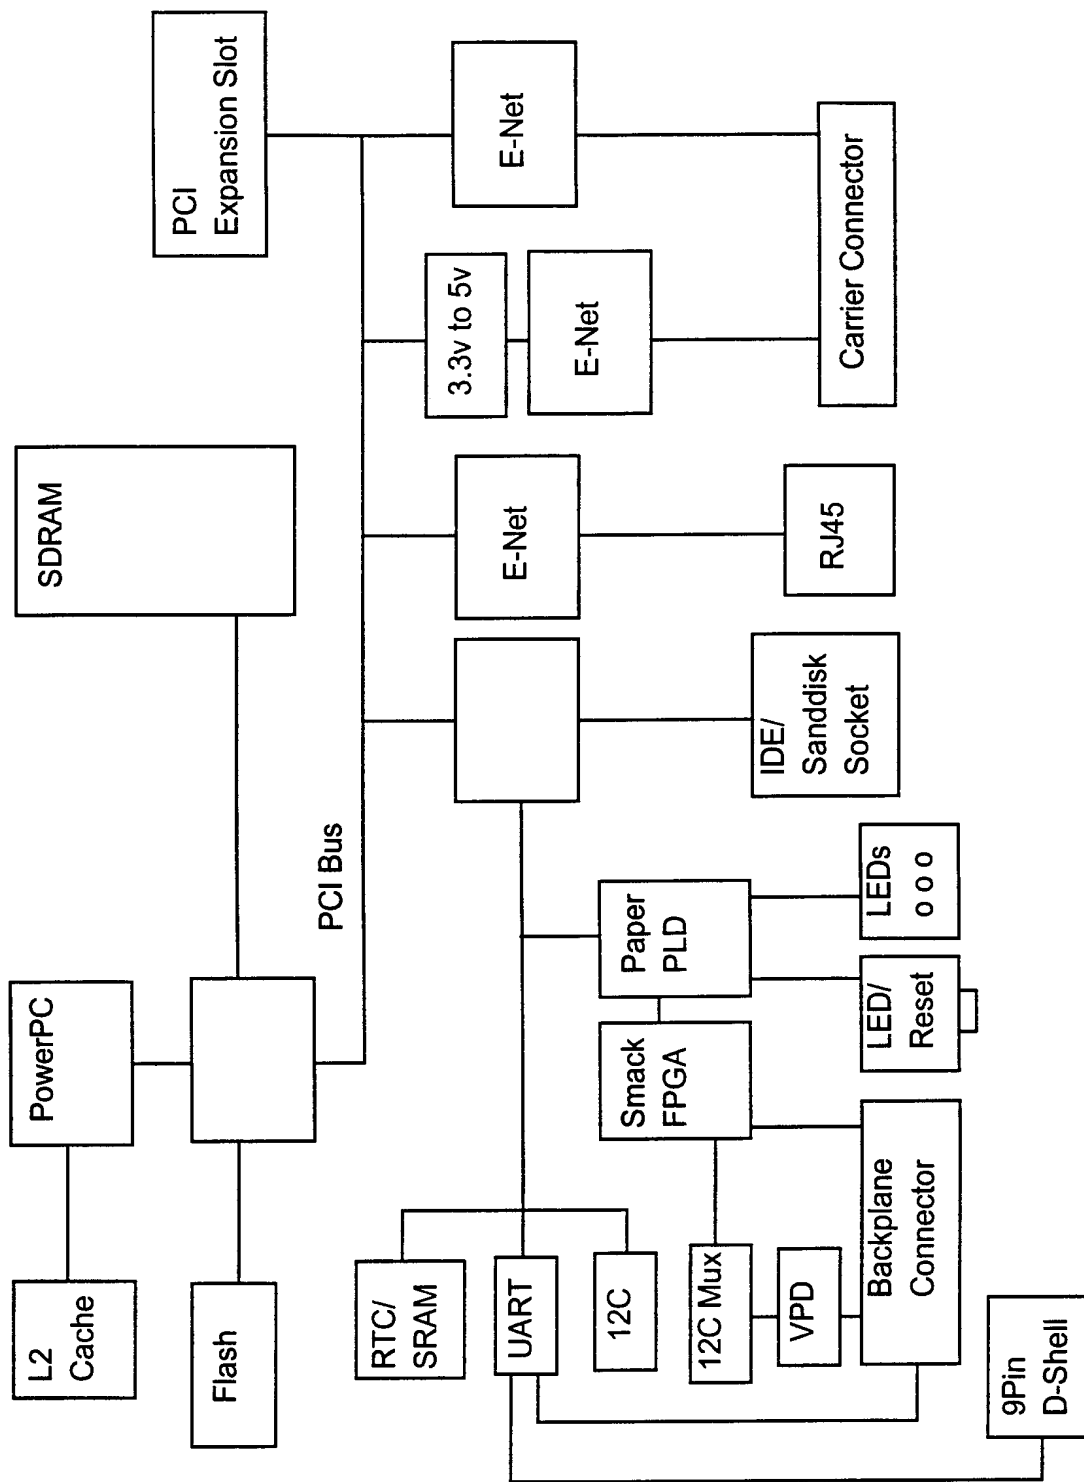 L2
Cache
PowerPC
SDRAM
PCI
Expansion Slot
Flash
PCI Bus
RTC/
SRAM
UART
12C
12C Mux
VPD
Backplane
Connector
9Pin
D-Shell
Smack
FPGA
Paper
PLD
LED/
Reset
LEDs
o o o
IDE/
Sanddisk
Socket
E-Net
RJ45
3.3v to 5v
E-Net
E-Net
Carrier Connector